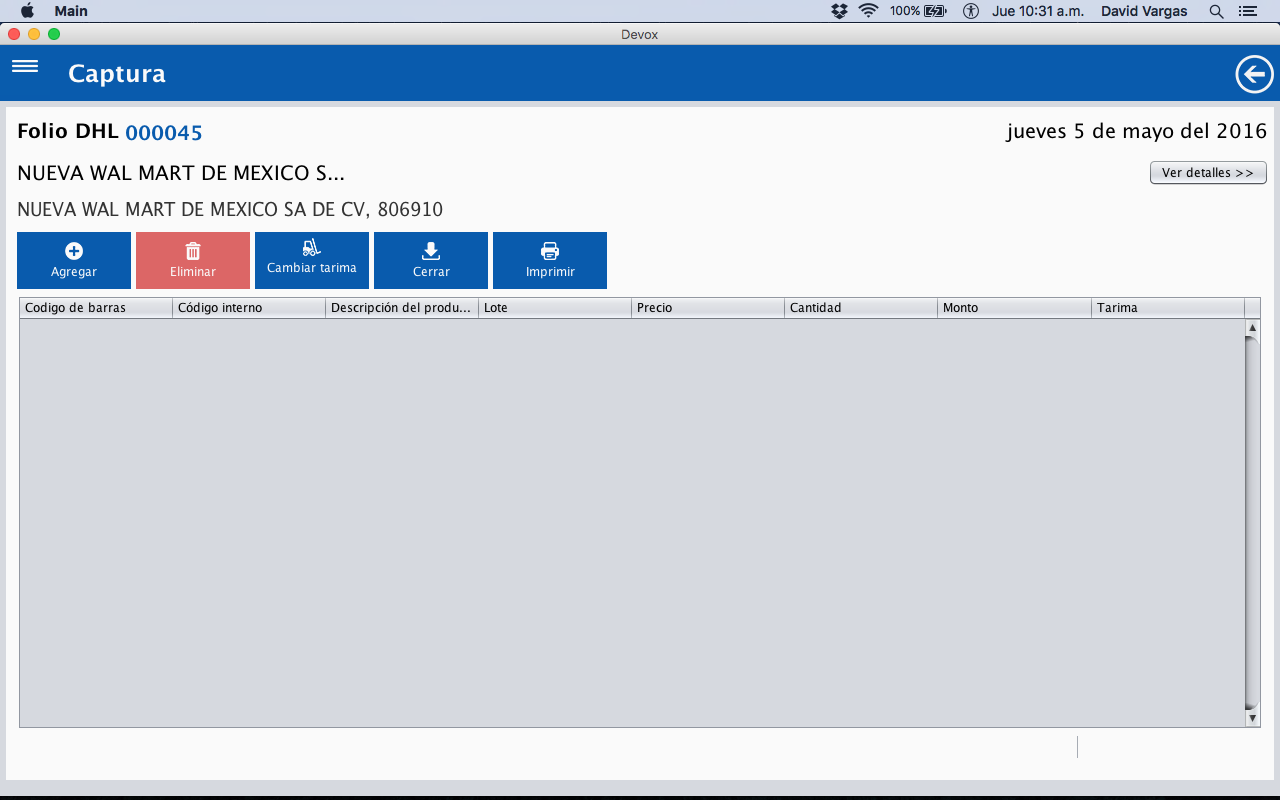 Main 100% Jue 10:31 a.m. David Vargas
Devox
Captura
Folio DHL 000045 jueves 5 de mayo del 2016
NUEVA WAL MART DE MEXICO S... Ver detalles >>
NUEVA WAL MART DE MEXICO SA DE CV, 806910
Agregar Eliminar Cambiar tarima Cerrar Imprimir
Codigo de barras Código interno Descripción del produ... Lote Precio Cantidad Monto Tarima